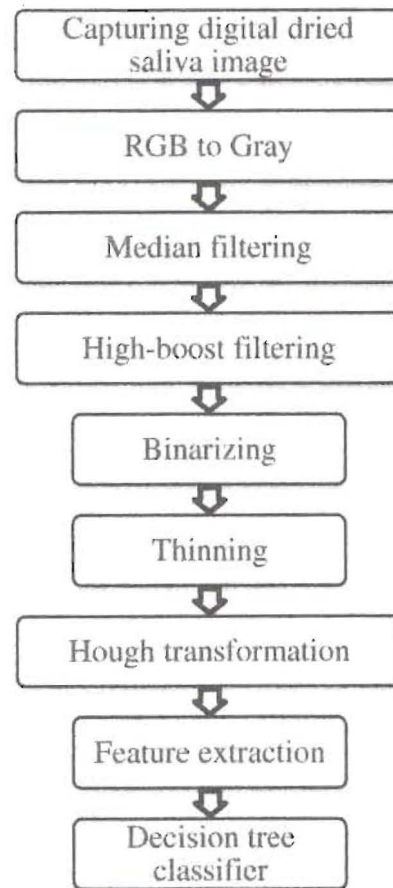 Capturing digital dried
saliva image
RGB to Gray
Median filtering
High-boost filtering
Binarizing
Thinning
Hough transformation
Feature extraction
Decision tree
classifier